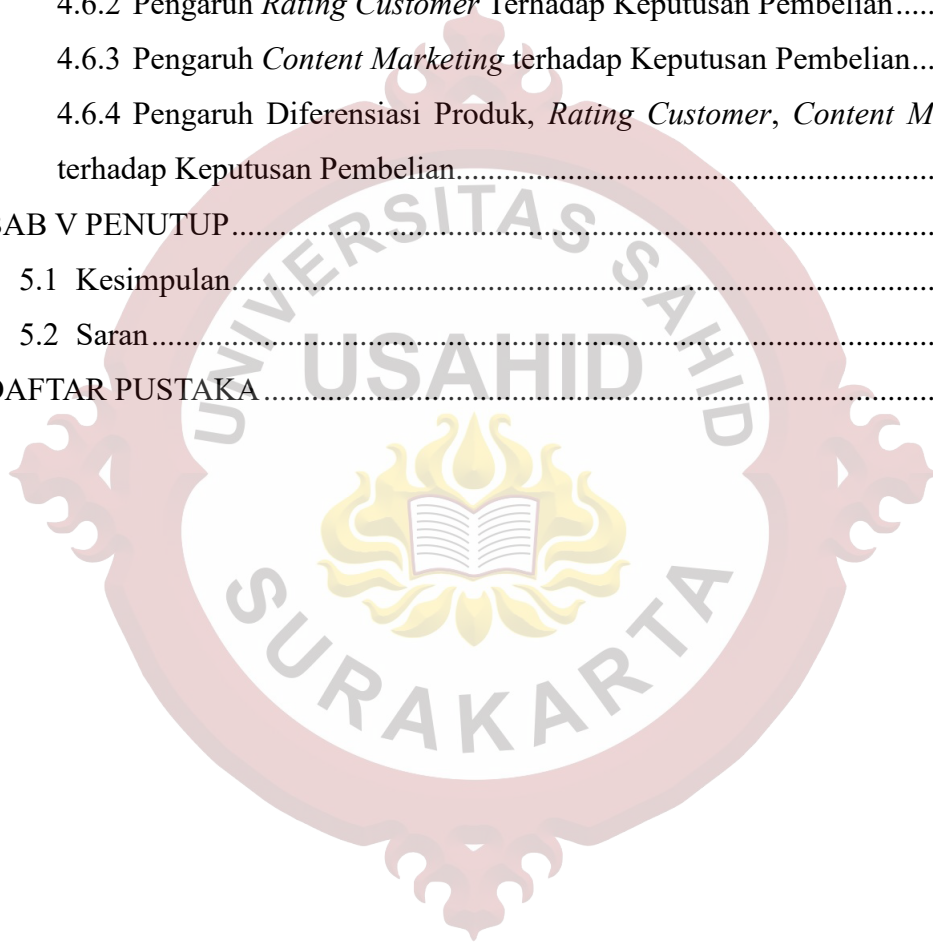 4.6.2 Pengaruh Rating Customer Terhadap Keputusan Pembelian.....
4.6.3 Pengaruh Content Marketing terhadap Keputusan Pembelian...
4.6.4 Pengaruh Diferensiasi Produk, Rating Customer, Content M
terhadap Keputusan Pembelian..........................................................
BAB V PENUTUP........................................................................................
5.1 Kesimpulan........................................................................................
5.2 Saran..................................................................................................
DAFTAR PUSTAKA....................................................................................
UNIVERSITAS SAHID
USAHID
SURAKARTA